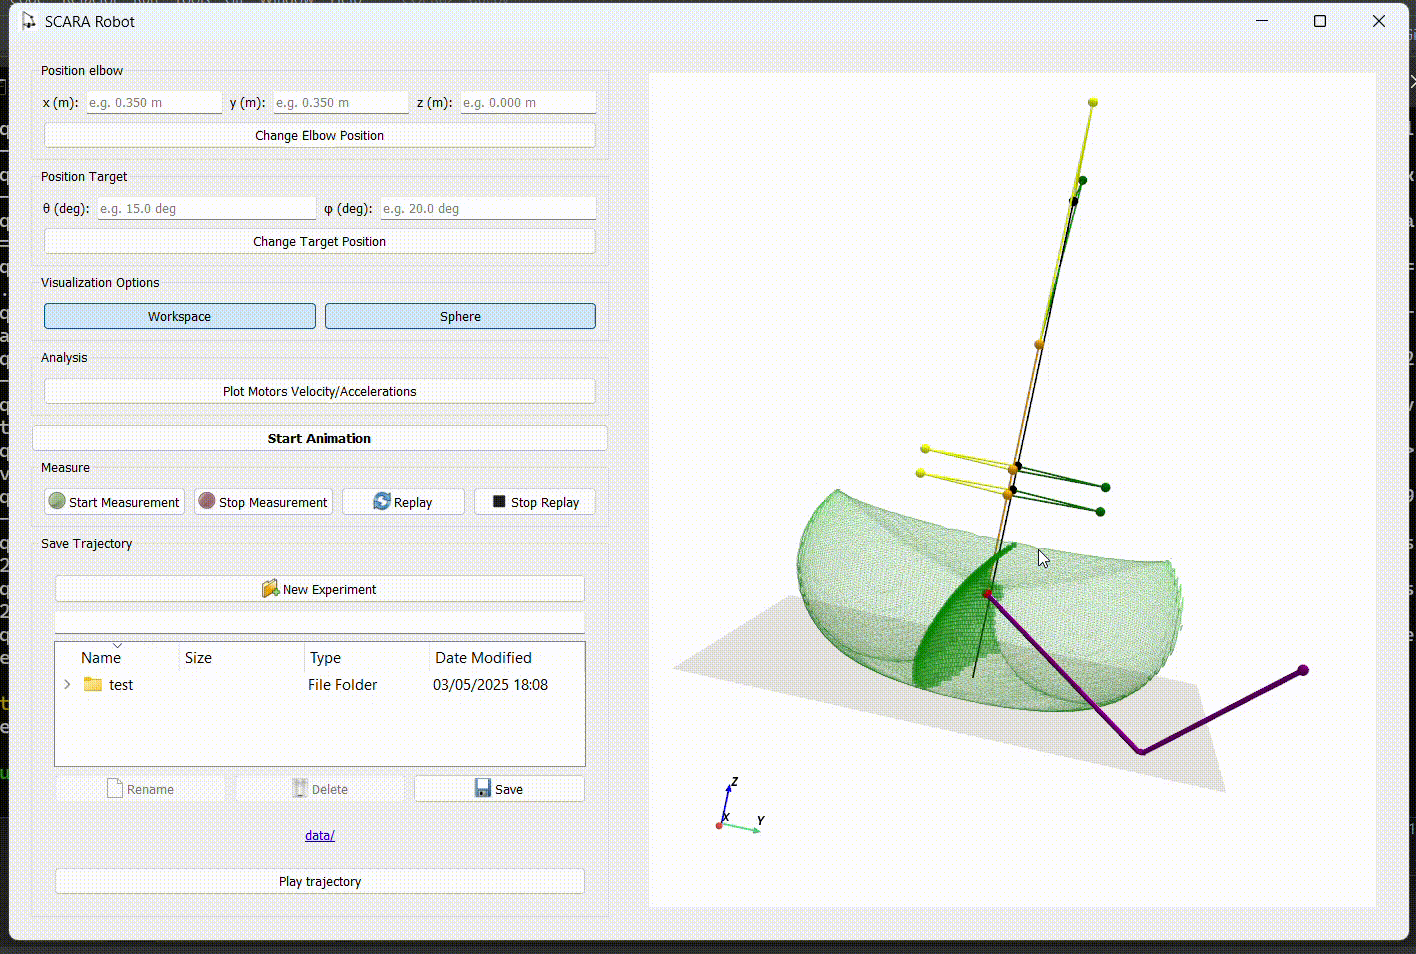 SCARA Robot
Position elbow
x (m): e.g. 0.350 m y (m): e.g. 0.350 m z (m): e.g. 0.000 m
Change Elbow Position
Position Target
θ (deg): e.g. 15.0 deg φ (deg): e.g. 20.0 deg
Change Target Position
Visualization Options
Workspace Sphere
Analysis
Plot Motors Velocity/Accelerations
Start Animation
Measure
Start Measurement Stop Measurement Replay Stop Replay
Save Trajectory
New Experiment
Name Size Type Date Modified
test File Folder 03/05/2025 18:08
Rename Delete Save
data/
Play trajectory
Z
X Y